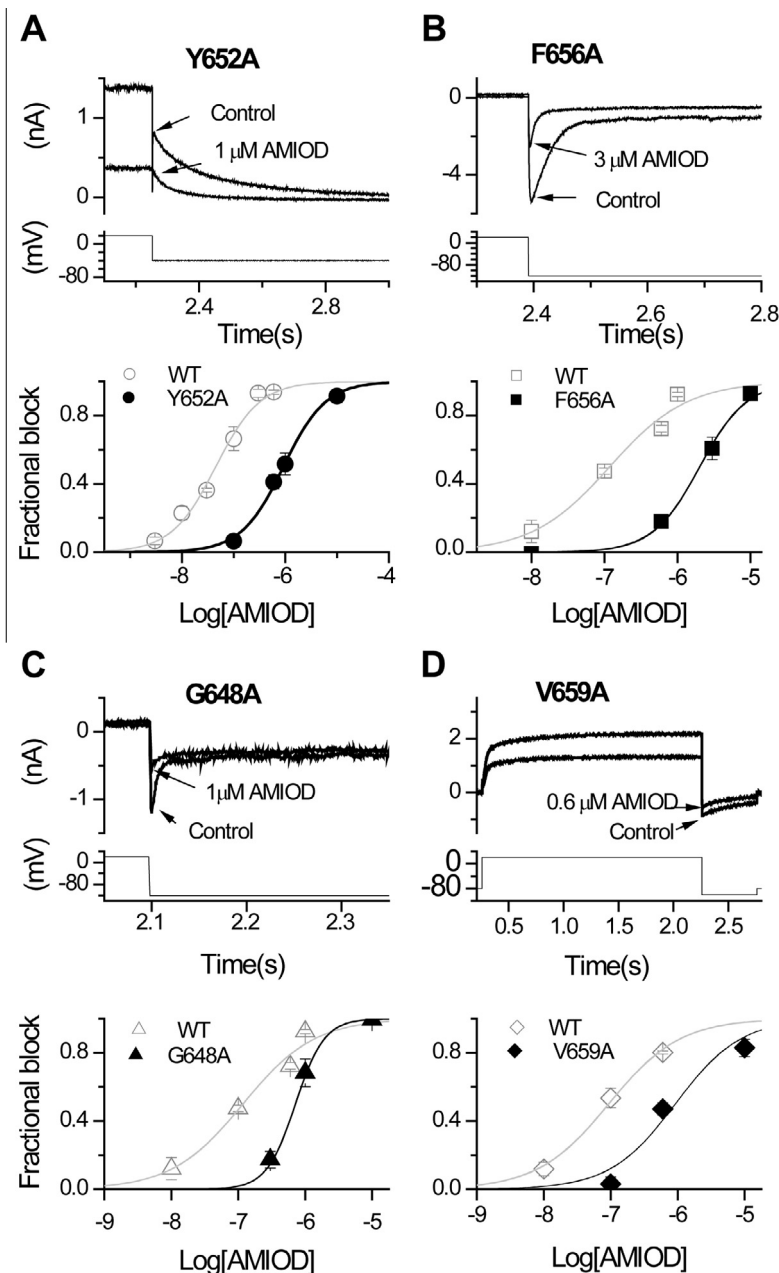 A
Y652A
(nA)
1
0
Control
1 μM AMIOD
(mV)
0
-80
2.4
2.8
Time(s)
Fractional block
0.8
0.4
0.0
WT
Y652A
-8
-6
-4
Log[AMIOD]
B
F656A
0
-4
3 μM AMIOD
Control
0
-80
2.4
2.6
2.8
Time(s)
0.8
0.4
0.0
WT
F656A
-8
-7
-6
-5
Log[AMIOD]
C
G648A
(nA)
0
-1
1μM AMIOD
Control
(mV)
0
-80
2.1
2.2
2.3
Time(s)
Fractional block
0.8
0.4
0.0
WT
G648A
-9
-8
-7
-6
-5
Log[AMIOD]
D
V659A
2
0
0.6 μM AMIOD
Control
0
-80
0.5
1.0
1.5
2.0
2.5
Time(s)
0.8
0.4
0.0
WT
V659A
-9
-8
-7
-6
-5
Log[AMIOD]